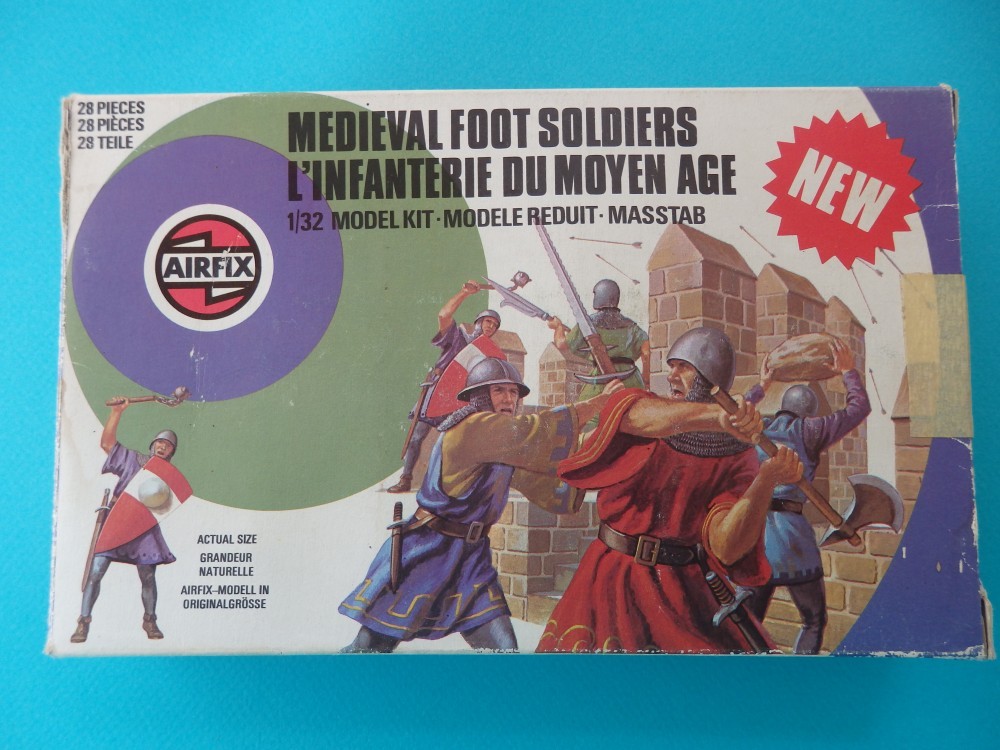 28 PIECES
28 PIÈCES
28 TEILE
MEDIEVAL FOOT SOLDIERS
L'INFANTERIE DU MOYEN AGE
1/32 MODEL KIT · MODELE REDUIT · MASSTAB
NEW
AIRFIX
ACTUAL SIZE
GRANDEUR
NATURELLE
AIRFIX-MODELL IN
ORIGINALGRÖSSE